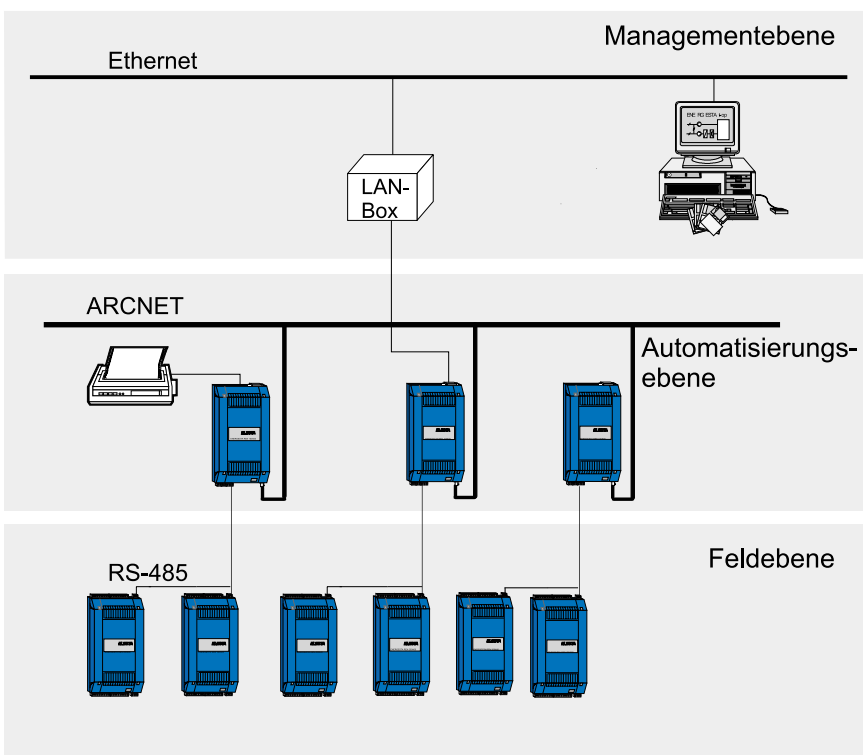 Managementebene
Ethernet
LAN-
Box
ARCNET
Automatisierungs-
ebene
RS-485
Feldebene